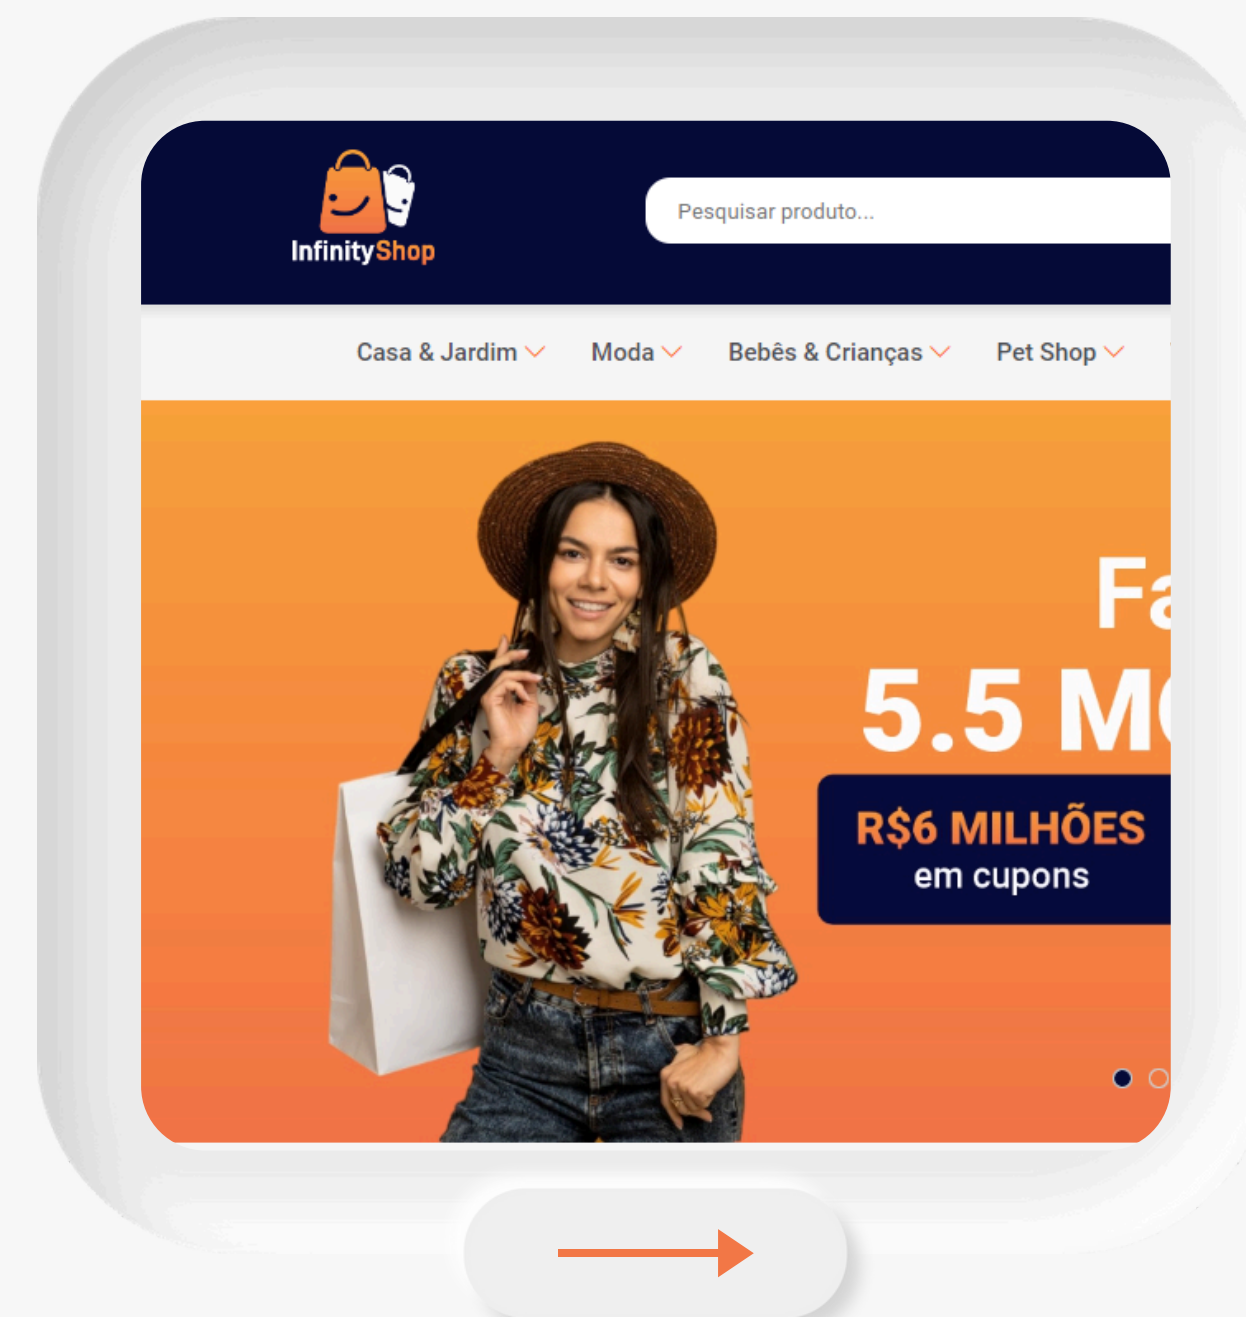 InfinityShop
Pesquisar produto...
Casa & Jardim Moda Bebês & Crianças Pet Shop
5.5
R$6 MILHÕES
em cupons